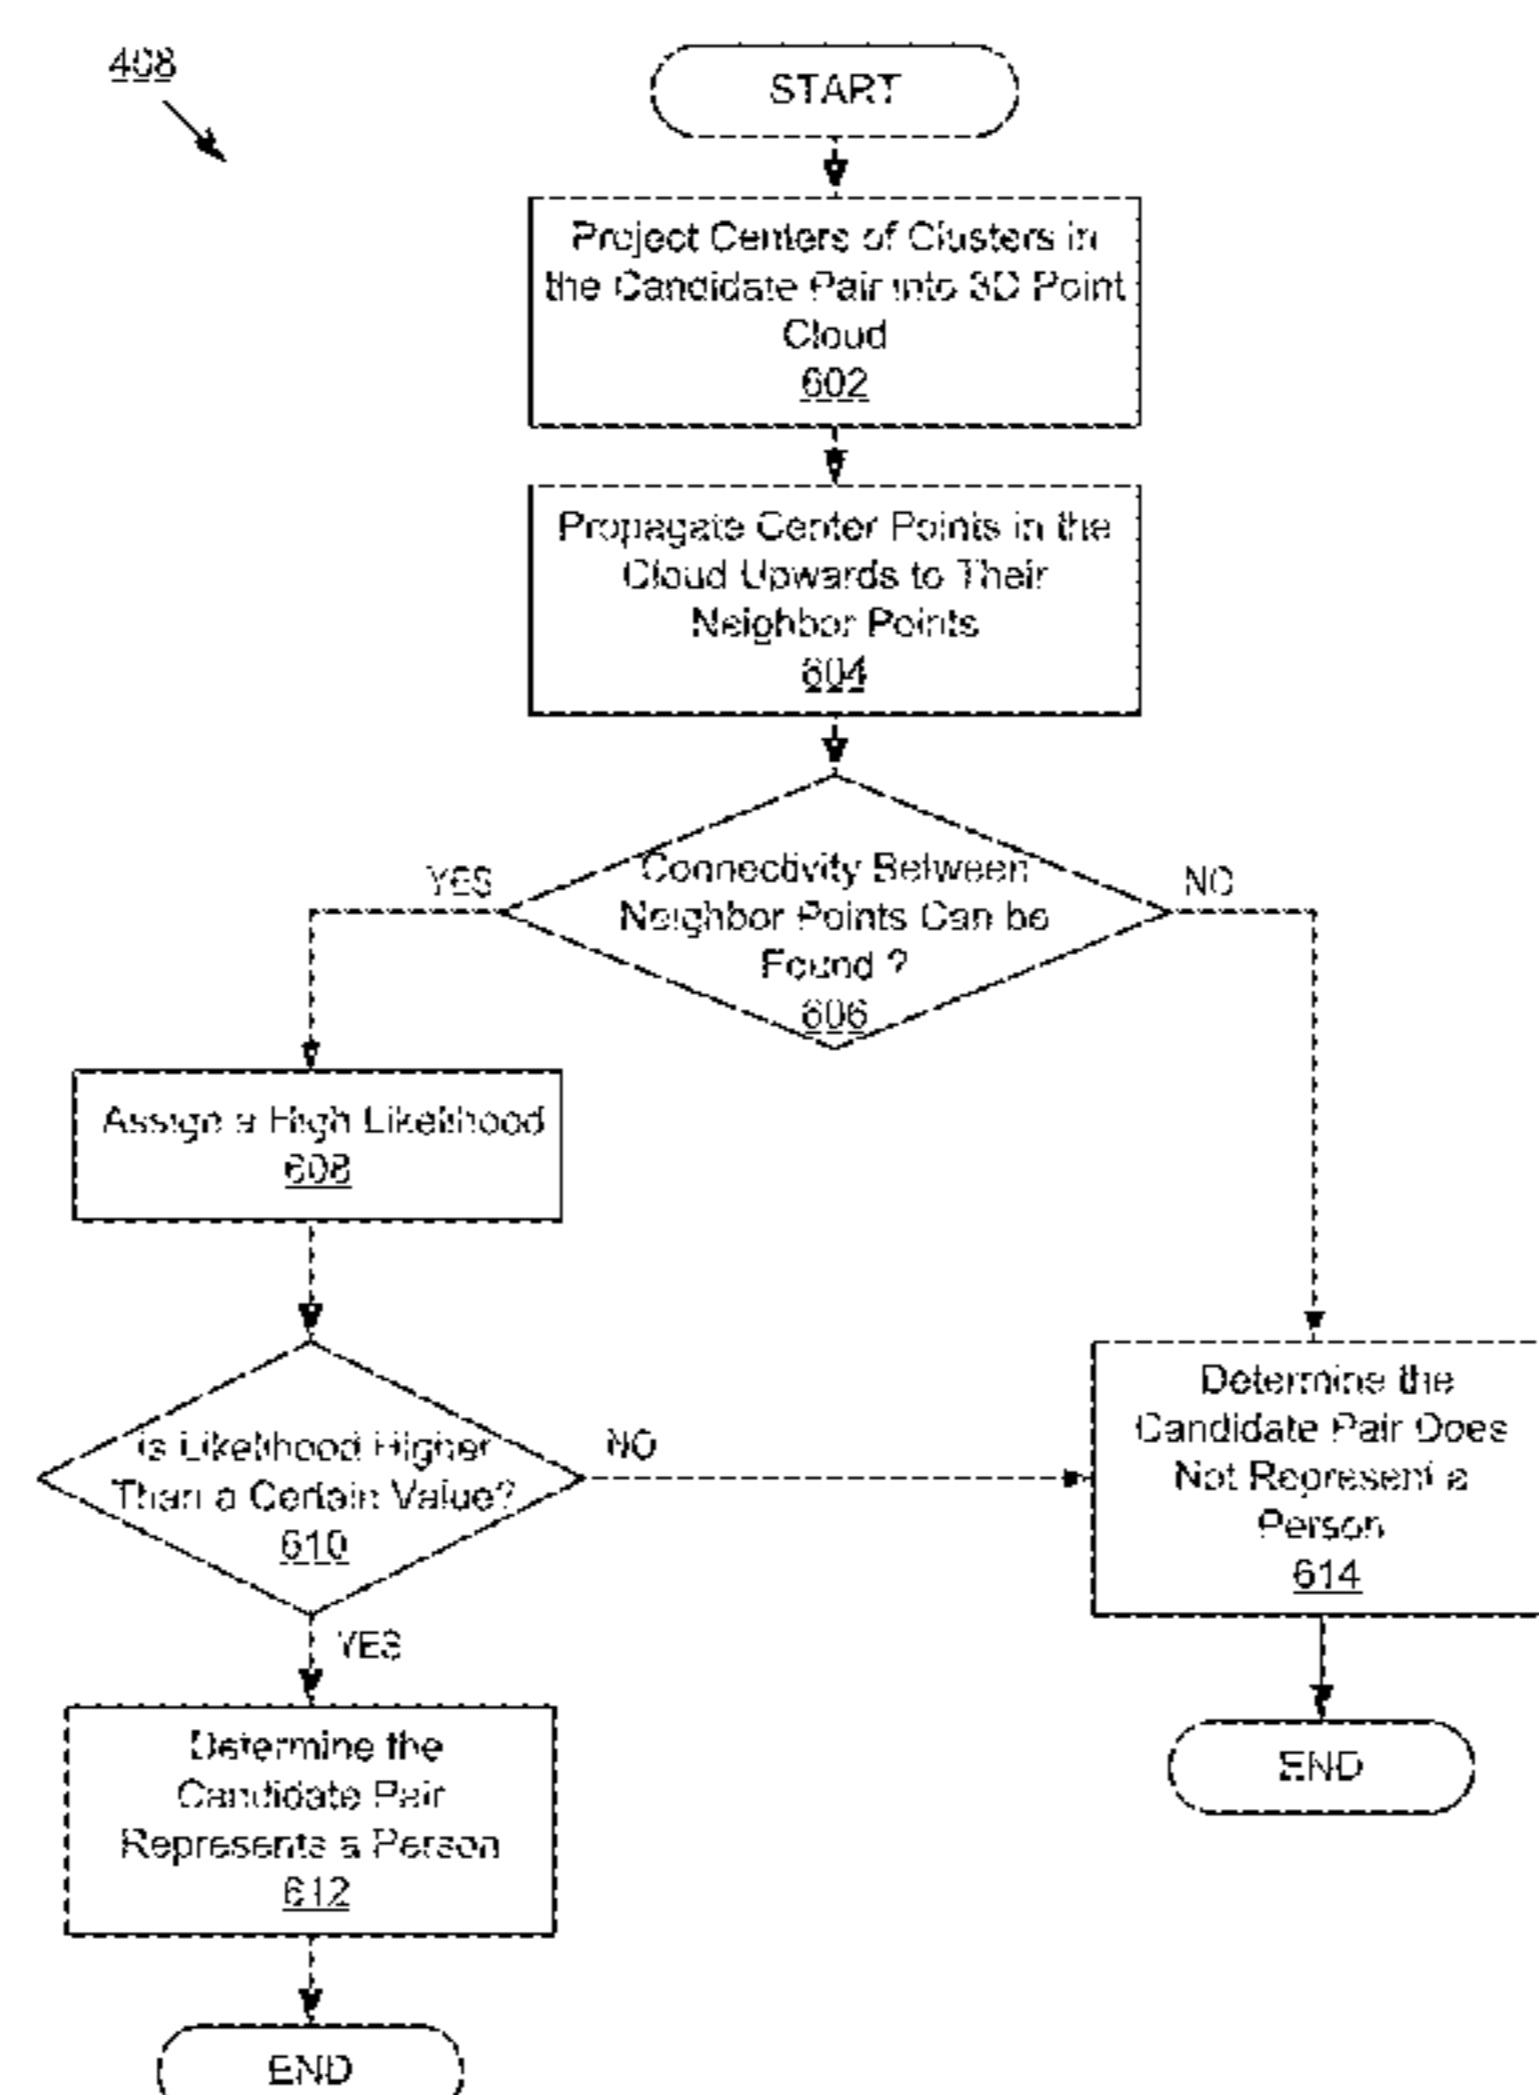 408
START
Project Centers of Clusters in
the Candidate Pair into 3D Point
Cloud
602
Propagate Center Points in the
Cloud Upwards to Their
Neighbor Points
604
Connectivity Between
Neighbor Points Can be
Found ?
606
YES
NO
Assign a High Likelihood
608
Is Likelihood Higher
Than a Certain Value?
610
NO
YES
Determine the
Candidate Pair Does
Not Represent a
Person
614
END
Determine the
Candidate Pair
Represents a Person
612
END